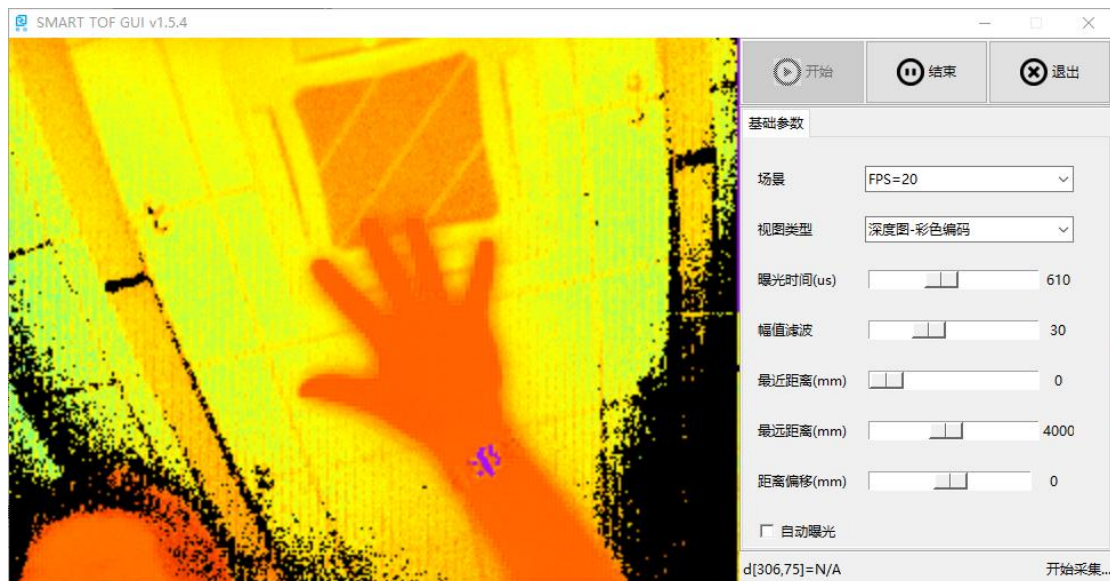 SMART TOF GUI v1.5.4
开始 结束 退出
基础参数
场景 FPS=20
视图类型 深度图-彩色编码
曝光时间(us) 610
幅值滤波 30
最近距离(mm) 0
最远距离(mm) 4000
距离偏移(mm) 0
自动曝光
d[306,75]=N/A 开始采集...